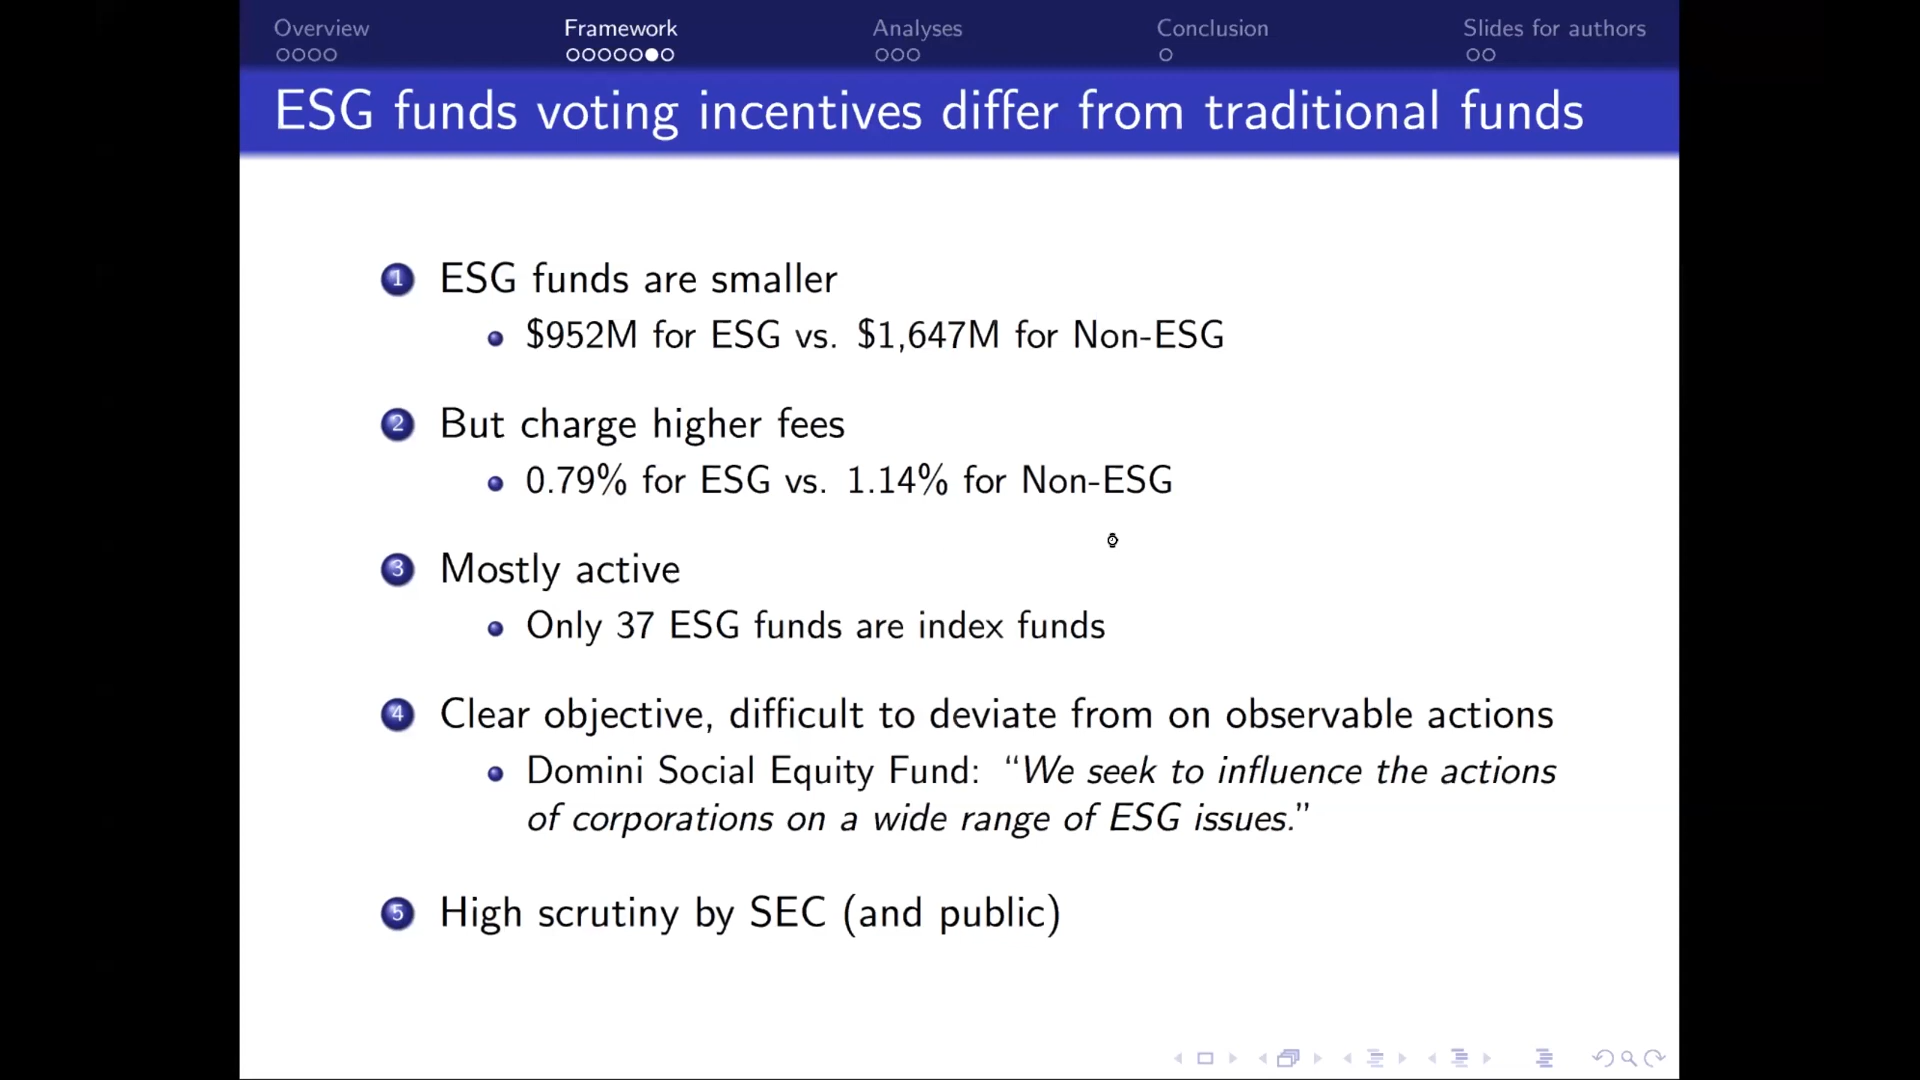 Overview Framework Analyses Conclusion Slides for authors
ESG funds voting incentives differ from traditional funds
1 ESG funds are smaller
$952M for ESG vs. $1,647M for Non-ESG
2 But charge higher fees
0.79% for ESG vs. 1.14% for Non-ESG
3 Mostly active
Only 37 ESG funds are index funds
4 Clear objective, difficult to deviate from on observable actions
Domini Social Equity Fund: “We seek to influence the actions
of corporations on a wide range of ESG issues.”
5 High scrutiny by SEC (and public)